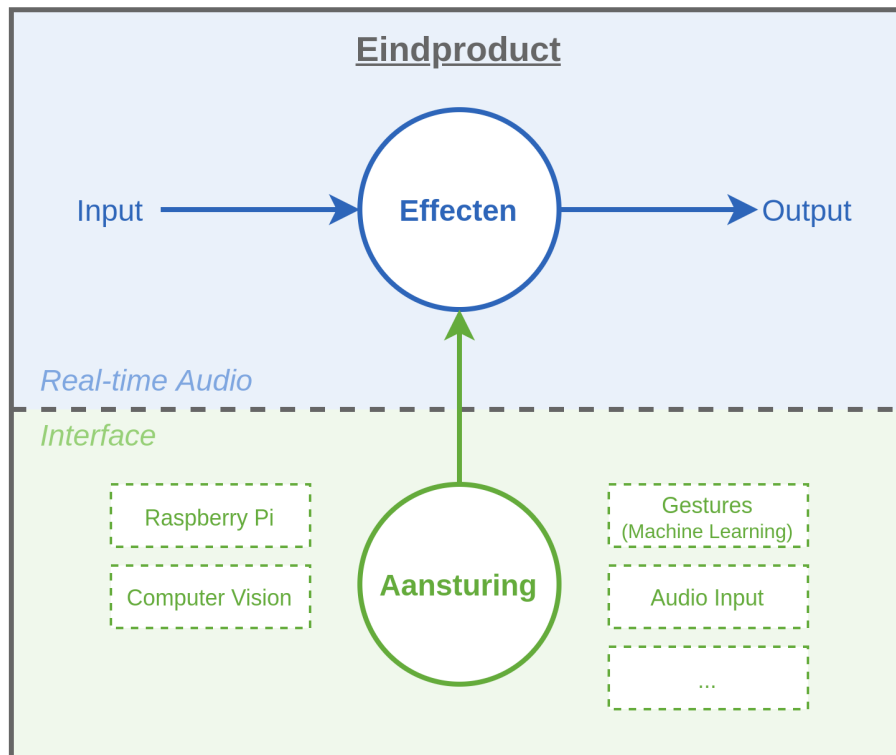 Eindproduct
Input
Effecten
Output
Real-time Audio
Interface
Raspberry Pi
Computer Vision
Aansturing
Gestures
(Machine Learning)
Audio Input
...